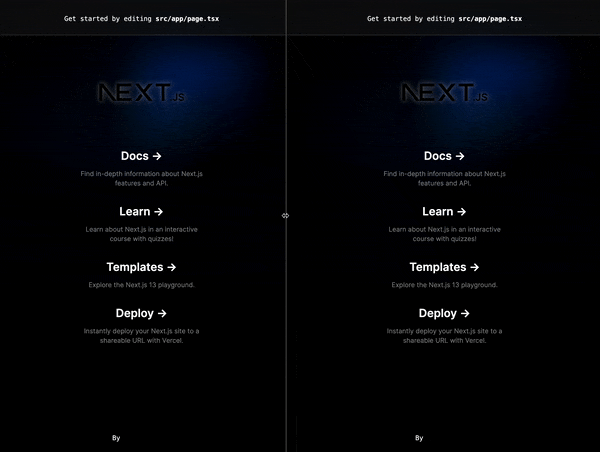 Get started by editing src/app/page.tsx
NEXT.JS
Docs →
Find in-depth information about Next.js
features and API.
Learn →
Learn about Next.js in an interactive
course with quizzes!
Templates →
Explore the Next.js 13 playground.
Deploy →
Instantly deploy your Next.js site to a
shareable URL with Vercel.
By
Get started by editing src/app/page.tsx
NEXT.JS
Docs →
Find in-depth information about Next.js
features and API.
Learn →
Learn about Next.js in an interactive
course with quizzes!
Templates →
Explore the Next.js 13 playground.
Deploy →
Instantly deploy your Next.js site to a
shareable URL with Vercel.
By